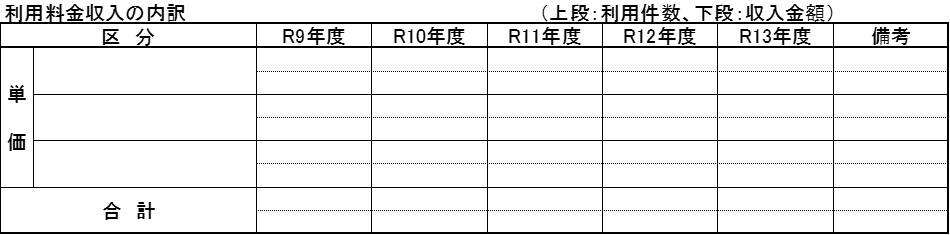 利用料金収入の内訳　（上段：利用件数、下段：収入金額）
区　分　R9年度　R10年度　R11年度　R12年度　R13年度　備考
単価
合　計